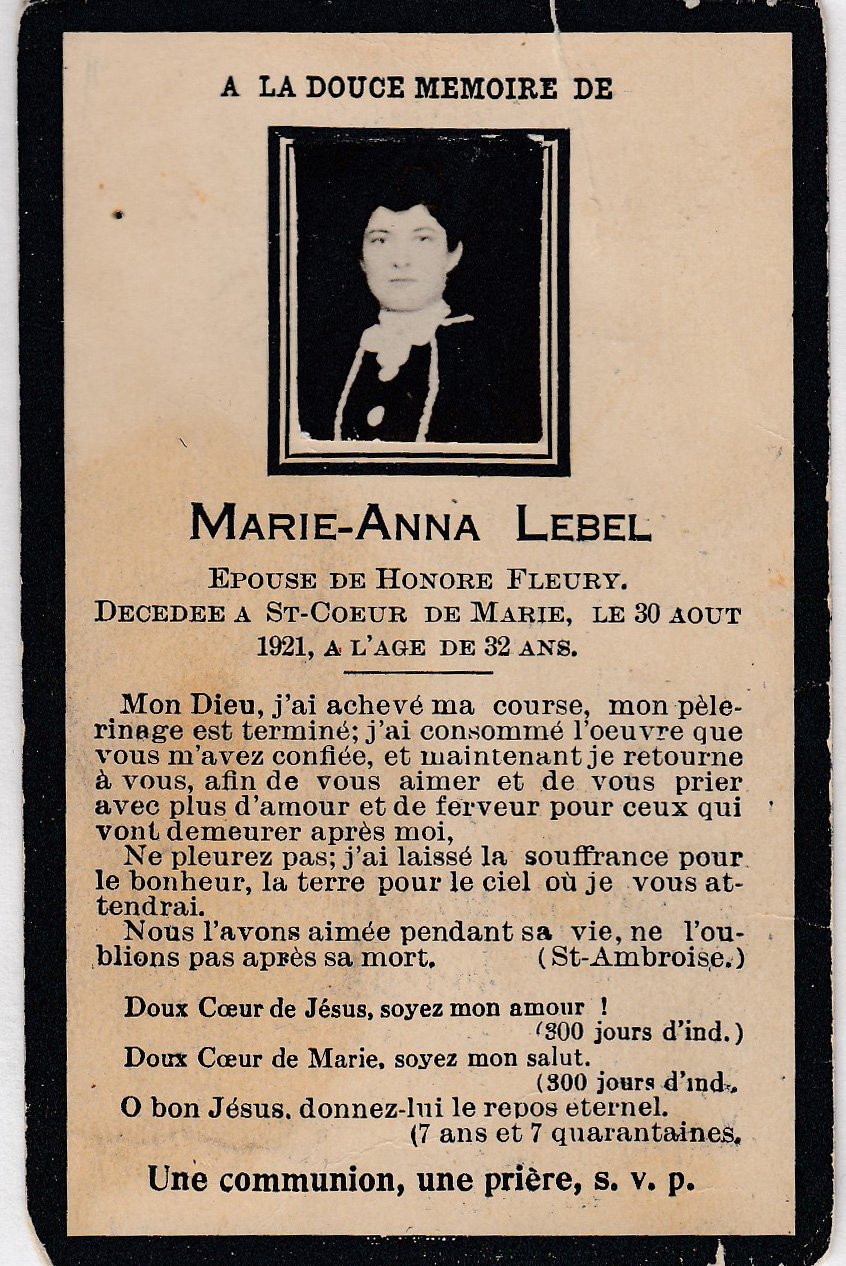 A LA DOUCE MEMOIRE DE
MARIE-ANNA LEBEL
EPOUSE DE HONORE FLEURY.
DECEDEE A ST-COEUR DE MARIE, LE 30 AOUT
1921, A L'AGE DE 32 ANS.
Mon Dieu, j'ai achevé ma course, mon pèle-
rinage est terminé; j'ai consommé l'oeuvre que
vous m'avez confiée, et maintenant je retourne
à vous, afin de vous aimer et de vous prier
avec plus d'amour et de ferveur pour ceux qui
vont demeurer après moi,
Ne pleurez pas; j'ai laissé la souffrance pour
le bonheur, la terre pour le ciel où je vous at-
tendrai.
Nous l'avons aimée pendant sa vie, ne l'ou-
blions pas après sa mort. (St-Ambroise.)
Doux Cœur de Jésus, soyez mon amour !
(300 jours d'ind.)
Doux Cœur de Marie, soyez mon salut.
(300 jours d'ind.
O bon Jésus, donnez-lui le repos eternel.
(7 ans et 7 quarantaines.
Une communion, une prière, s. v. p.